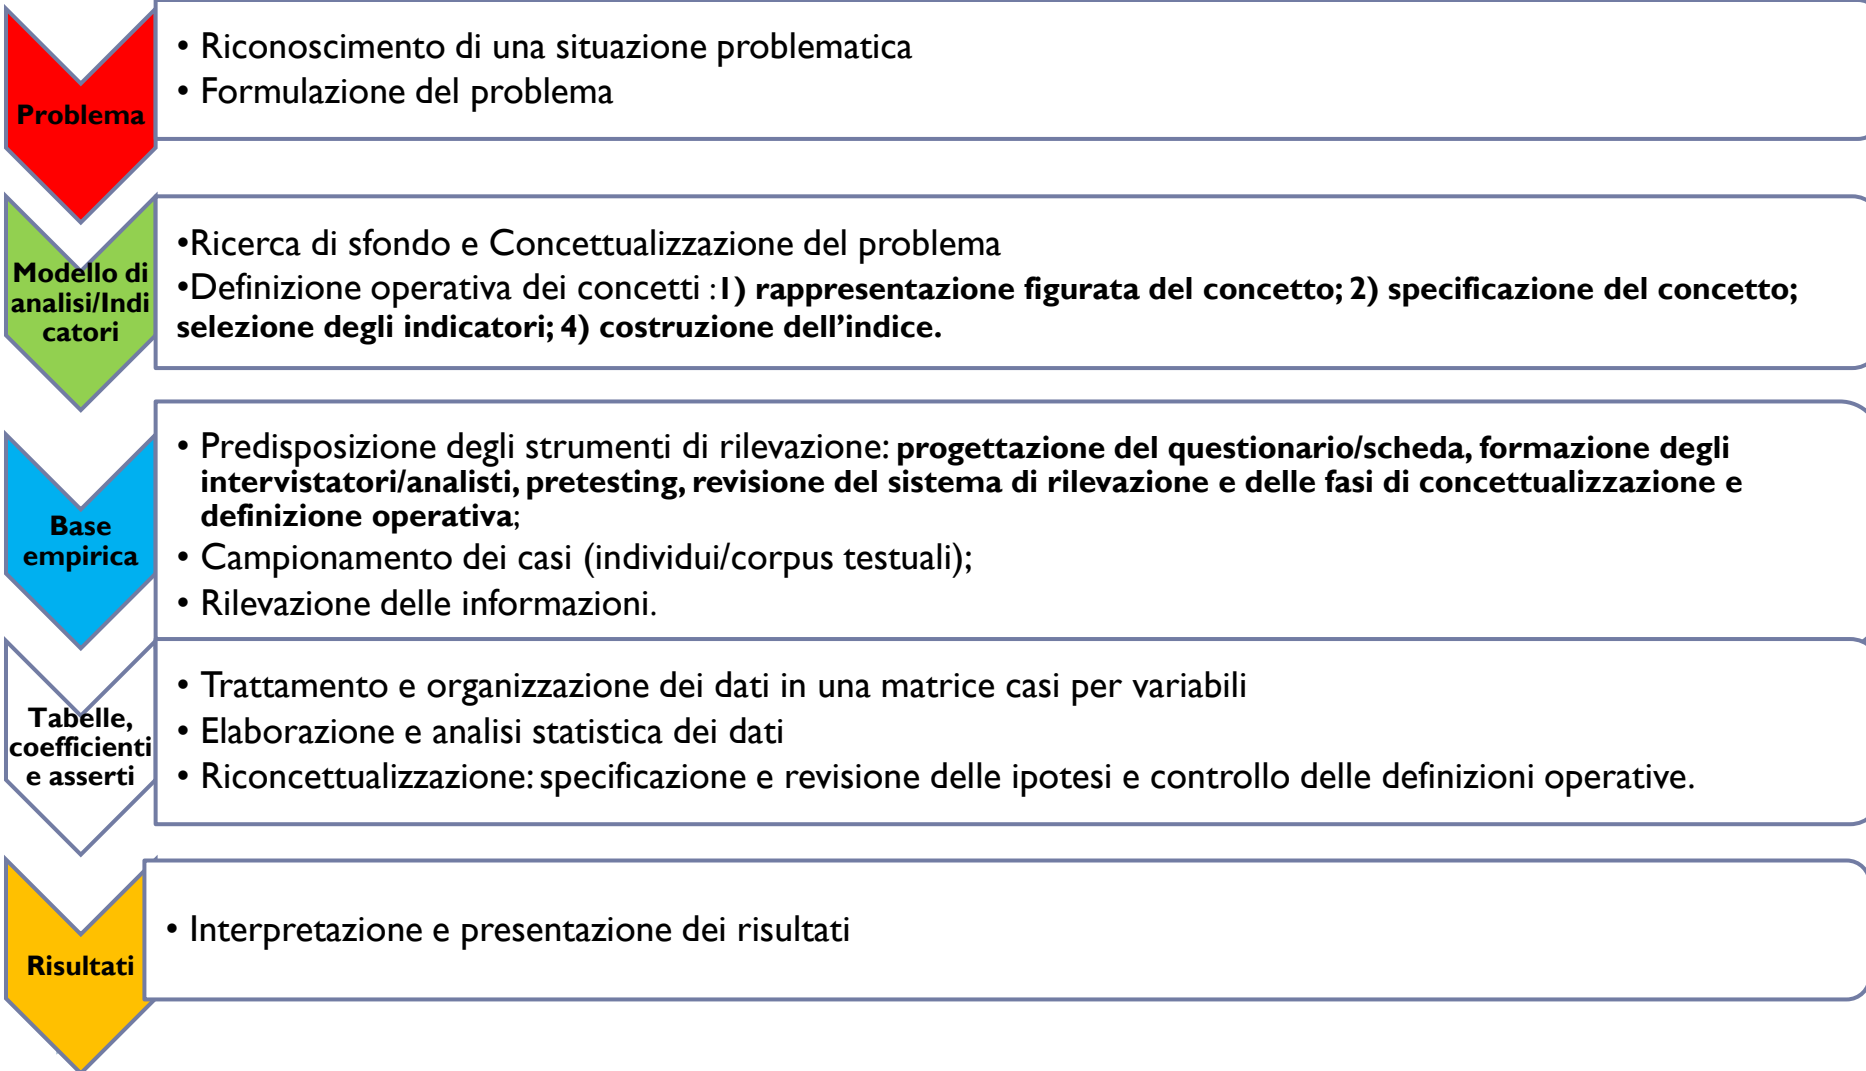 Problema
• Riconoscimento di una situazione problematica
• Formulazione del problema
Modello di
analisi/Indi
catori
•Ricerca di sfondo e Concettualizzazione del problema
•Definizione operativa dei concetti :1) rappresentazione figurata del concetto; 2) specificazione del concetto;
selezione degli indicatori; 4) costruzione dell’indice.
Base
empirica
• Predisposizione degli strumenti di rilevazione: progettazione del questionario/scheda, formazione degli
intervistatori/analisti, pretesting, revisione del sistema di rilevazione e delle fasi di concettualizzazione e
definizione operativa;
• Campionamento dei casi (individui/corpus testuali);
• Rilevazione delle informazioni.
Tabelle,
coefficienti
e asserti
• Trattamento e organizzazione dei dati in una matrice casi per variabili
• Elaborazione e analisi statistica dei dati
• Riconcettualizzazione: specificazione e revisione delle ipotesi e controllo delle definizioni operative.
Risultati
• Interpretazione e presentazione dei risultati